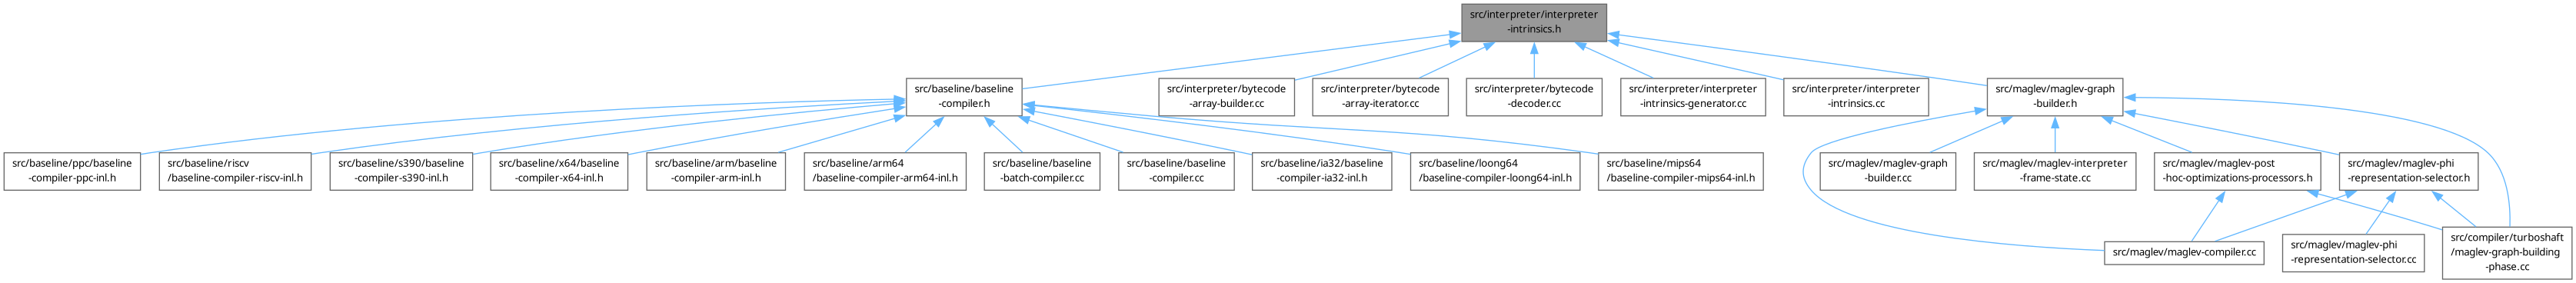 src/interpreter/interpreter
-intrinsics.h
src/baseline/baseline
-compiler.h
src/interpreter/bytecode
-array-builder.cc
src/interpreter/bytecode
-array-iterator.cc
src/interpreter/bytecode
-decoder.cc
src/interpreter/interpreter
-intrinsics-generator.cc
src/interpreter/interpreter
-intrinsics.cc
src/maglev/maglev-graph
-builder.h
src/baseline/ppc/baseline
-compiler-ppc-inl.h
src/baseline/riscv
/baseline-compiler-riscv-inl.h
src/baseline/s390/baseline
-compiler-s390-inl.h
src/baseline/x64/baseline
-compiler-x64-inl.h
src/baseline/arm/baseline
-compiler-arm-inl.h
src/baseline/arm64
/baseline-compiler-arm64-inl.h
src/baseline/baseline
-batch-compiler.cc
src/baseline/baseline
-compiler.cc
src/baseline/ia32/baseline
-compiler-ia32-inl.h
src/baseline/loong64
/baseline-compiler-loong64-inl.h
src/baseline/mips64
/baseline-compiler-mips64-inl.h
src/maglev/maglev-graph
-builder.cc
src/maglev/maglev-interpreter
-frame-state.cc
src/maglev/maglev-post
-hoc-optimizations-processors.h
src/maglev/maglev-phi
-representation-selector.h
src/maglev/maglev-compiler.cc
src/maglev/maglev-phi
-representation-selector.cc
src/compiler/turboshaft
/maglev-graph-building
-phase.cc